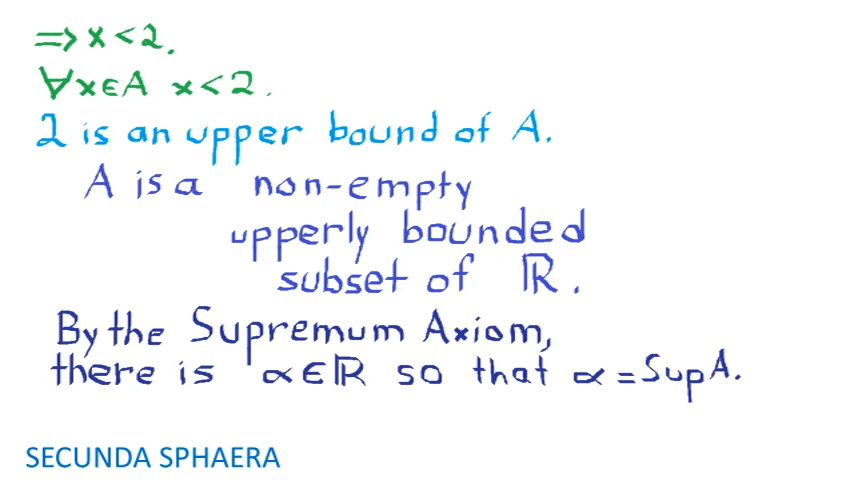 ⇒ x < 2.
∀x∈A x < 2.
2 is an upper bound of A.
A is a non-empty
upperly bounded
subset of ℝ.
By the Supremum Axiom,
there is α∈ℝ so that α = Sup A.
SECUNDA SPHAERA